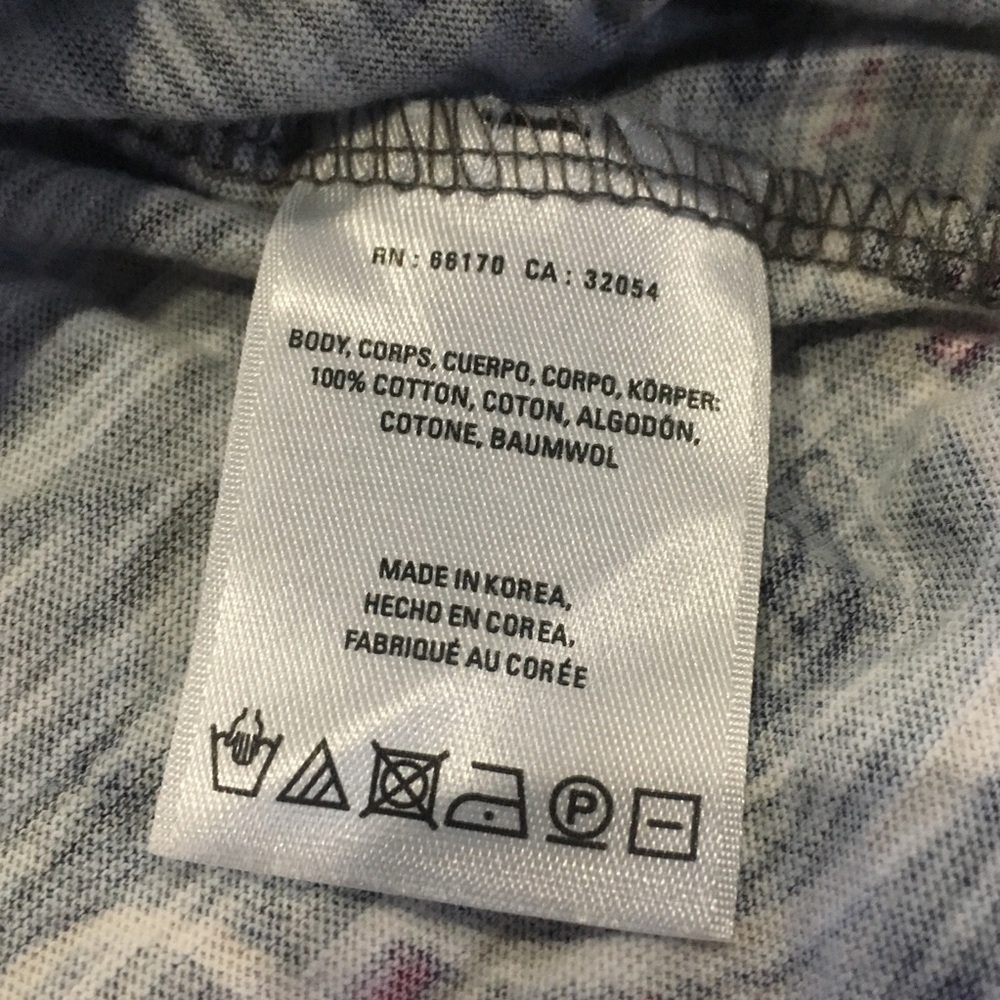 RN : 66170 CA : 32054
BODY, CORPS, CUERPO, CORPO, KÖRPER:
100% COTTON, COTON, ALGODÓN,
COTONE, BAUMWOL
MADE IN KOREA,
HECHO EN COREA,
FABRIQUÉ AU CORÉE
P